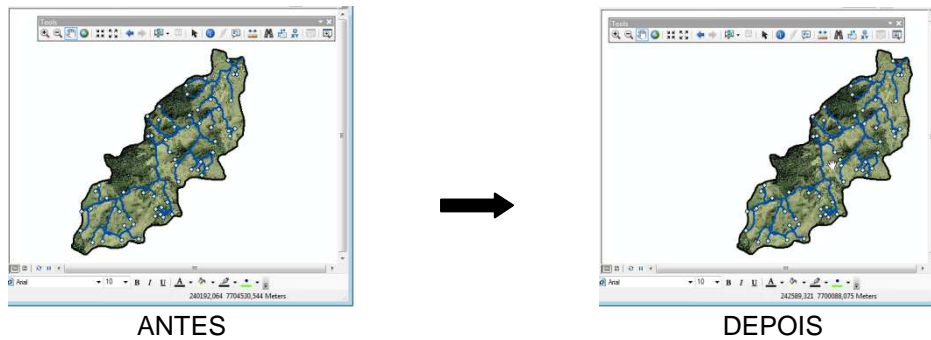 Tools
Tools
Arial
10
B I U A
Arial
10
B I U A
240192,064 7704530,544 Meters
242589,321 7700088,075 Meters
ANTES
DEPOIS